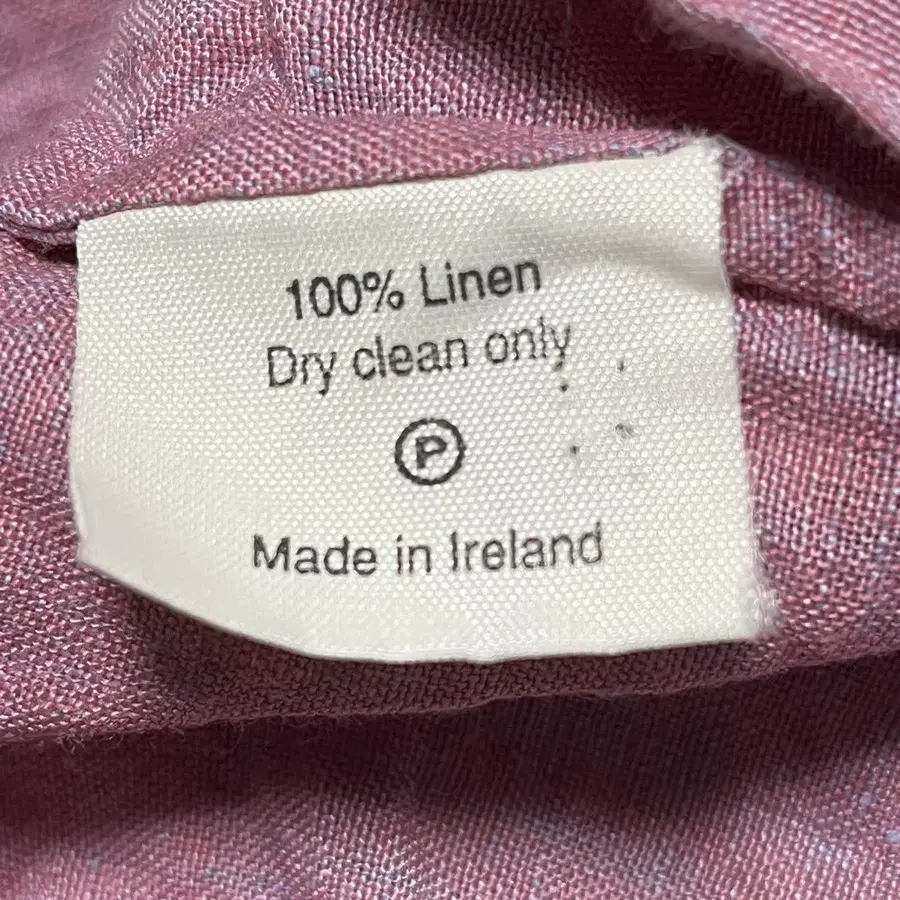 100% Linen
Dry clean only
Ⓟ
Made in Ireland